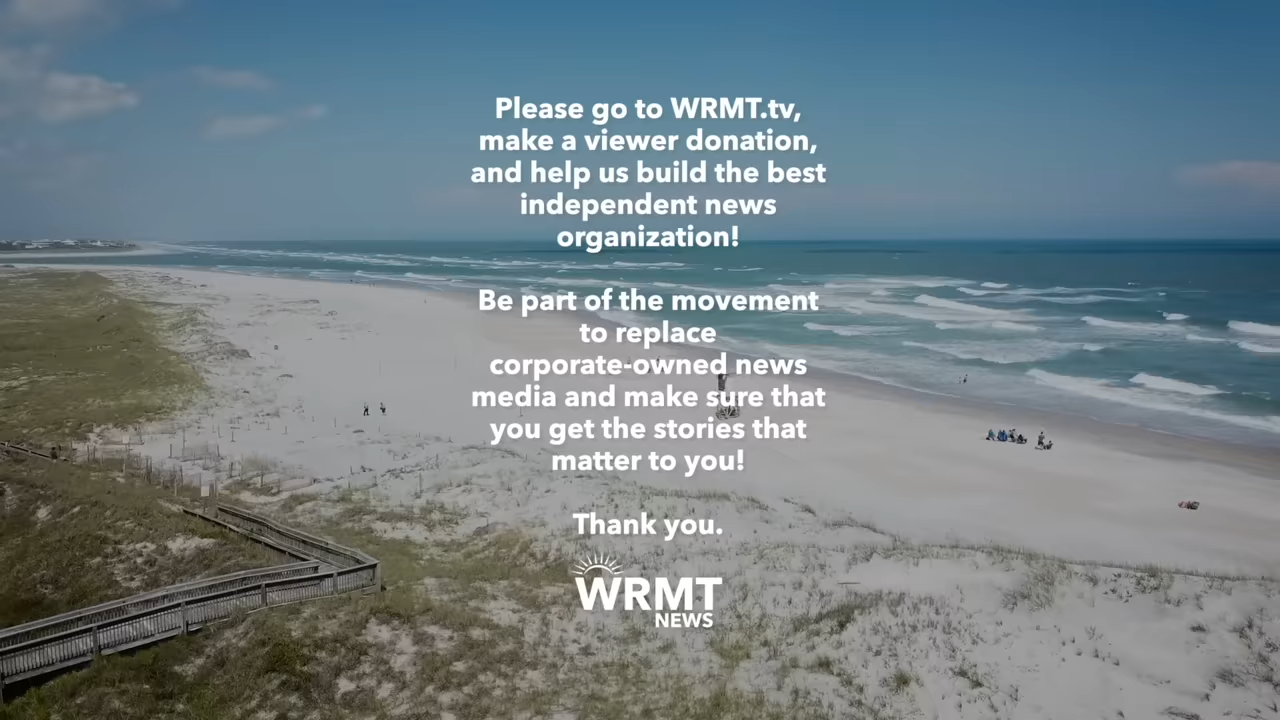 Please go to WRMT.tv,
make a viewer donation,
and help us build the best
independent news
organization!
Be part of the movement
to replace
corporate-owned news
media and make sure that
you get the stories that
matter to you!
Thank you.
WRMT
NEWS